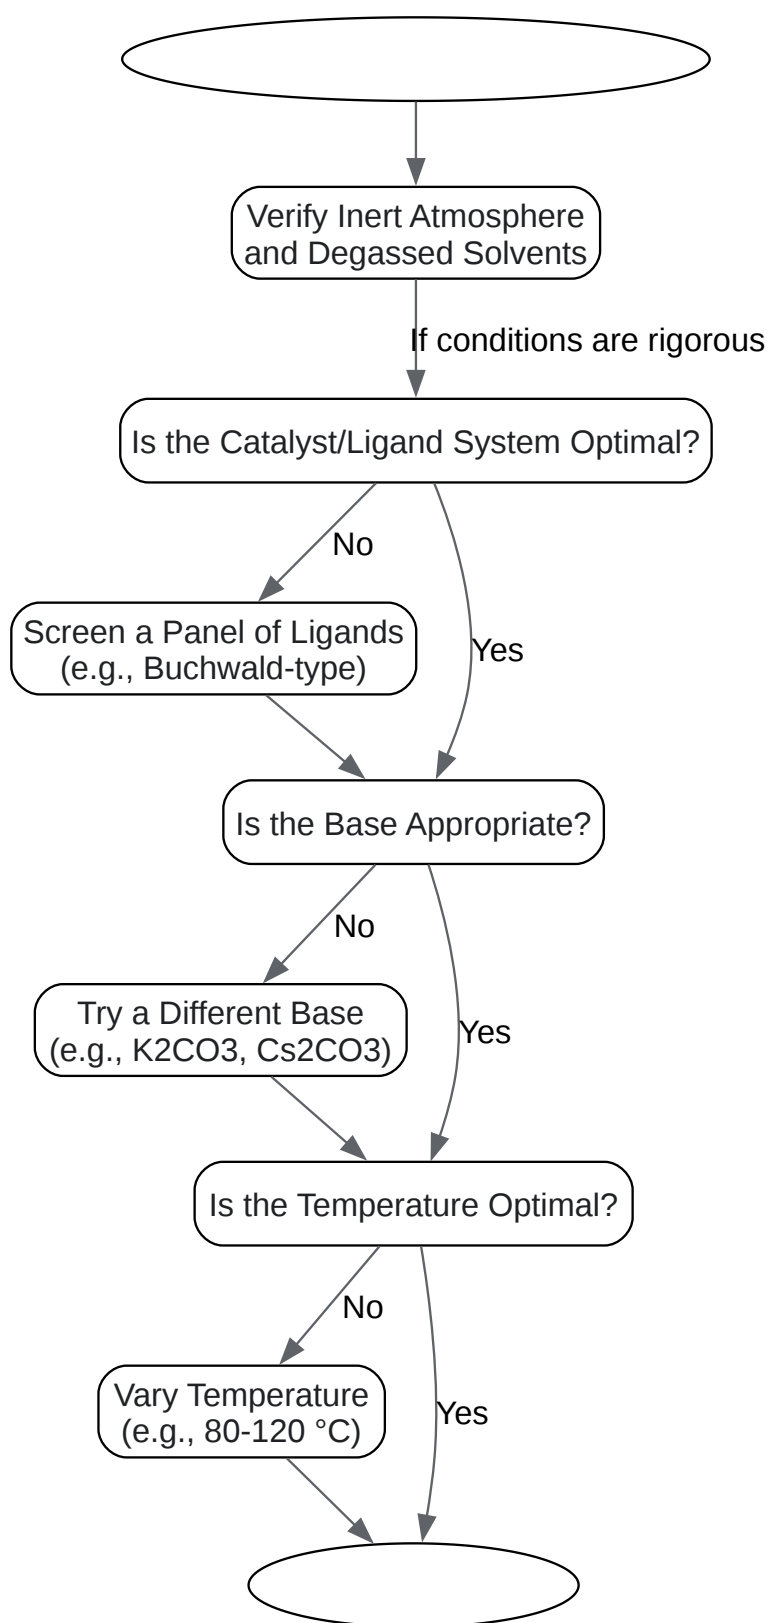 Verify Inert Atmosphere
and Degassed Solvents
If conditions are rigorous
Is the Catalyst/Ligand System Optimal?
No
Screen a Panel of Ligands
(e.g., Buchwald-type)
Yes
Is the Base Appropriate?
No
Try a Different Base
(e.g., K2CO3, Cs2CO3)
Yes
Is the Temperature Optimal?
No
Vary Temperature
(e.g., 80-120 °C)
Yes